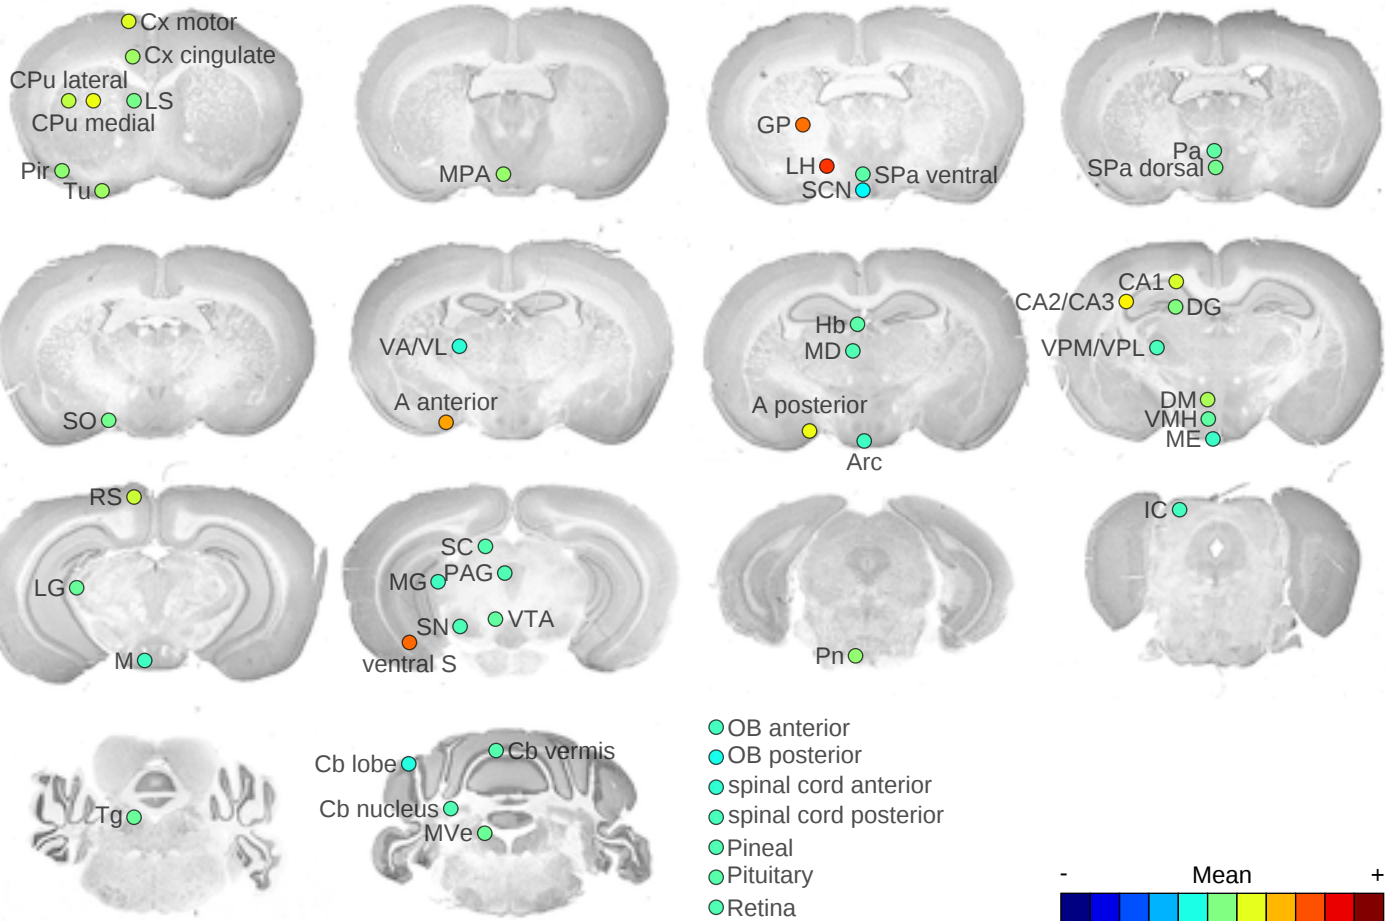 Cx motor
Cx cingulate
CPu lateral
LS
CPu medial
Pir
Tu
MPA
GP
LH
SPa ventral
SCN
Pa
SPa dorsal
SO
VA/VL
A anterior
Hb
MD
A posterior
Arc
CA1
CA2/CA3
DG
VPM/VPL
DM
VMH
ME
RS
LG
M
SC
MG
PAG
SN
VTA
ventral S
Pn
IC
Tg
Cb lobe
Cb vermis
Cb nucleus
MVe
OB anterior
OB posterior
spinal cord anterior
spinal cord posterior
Pineal
Pituitary
Retina
- Mean +